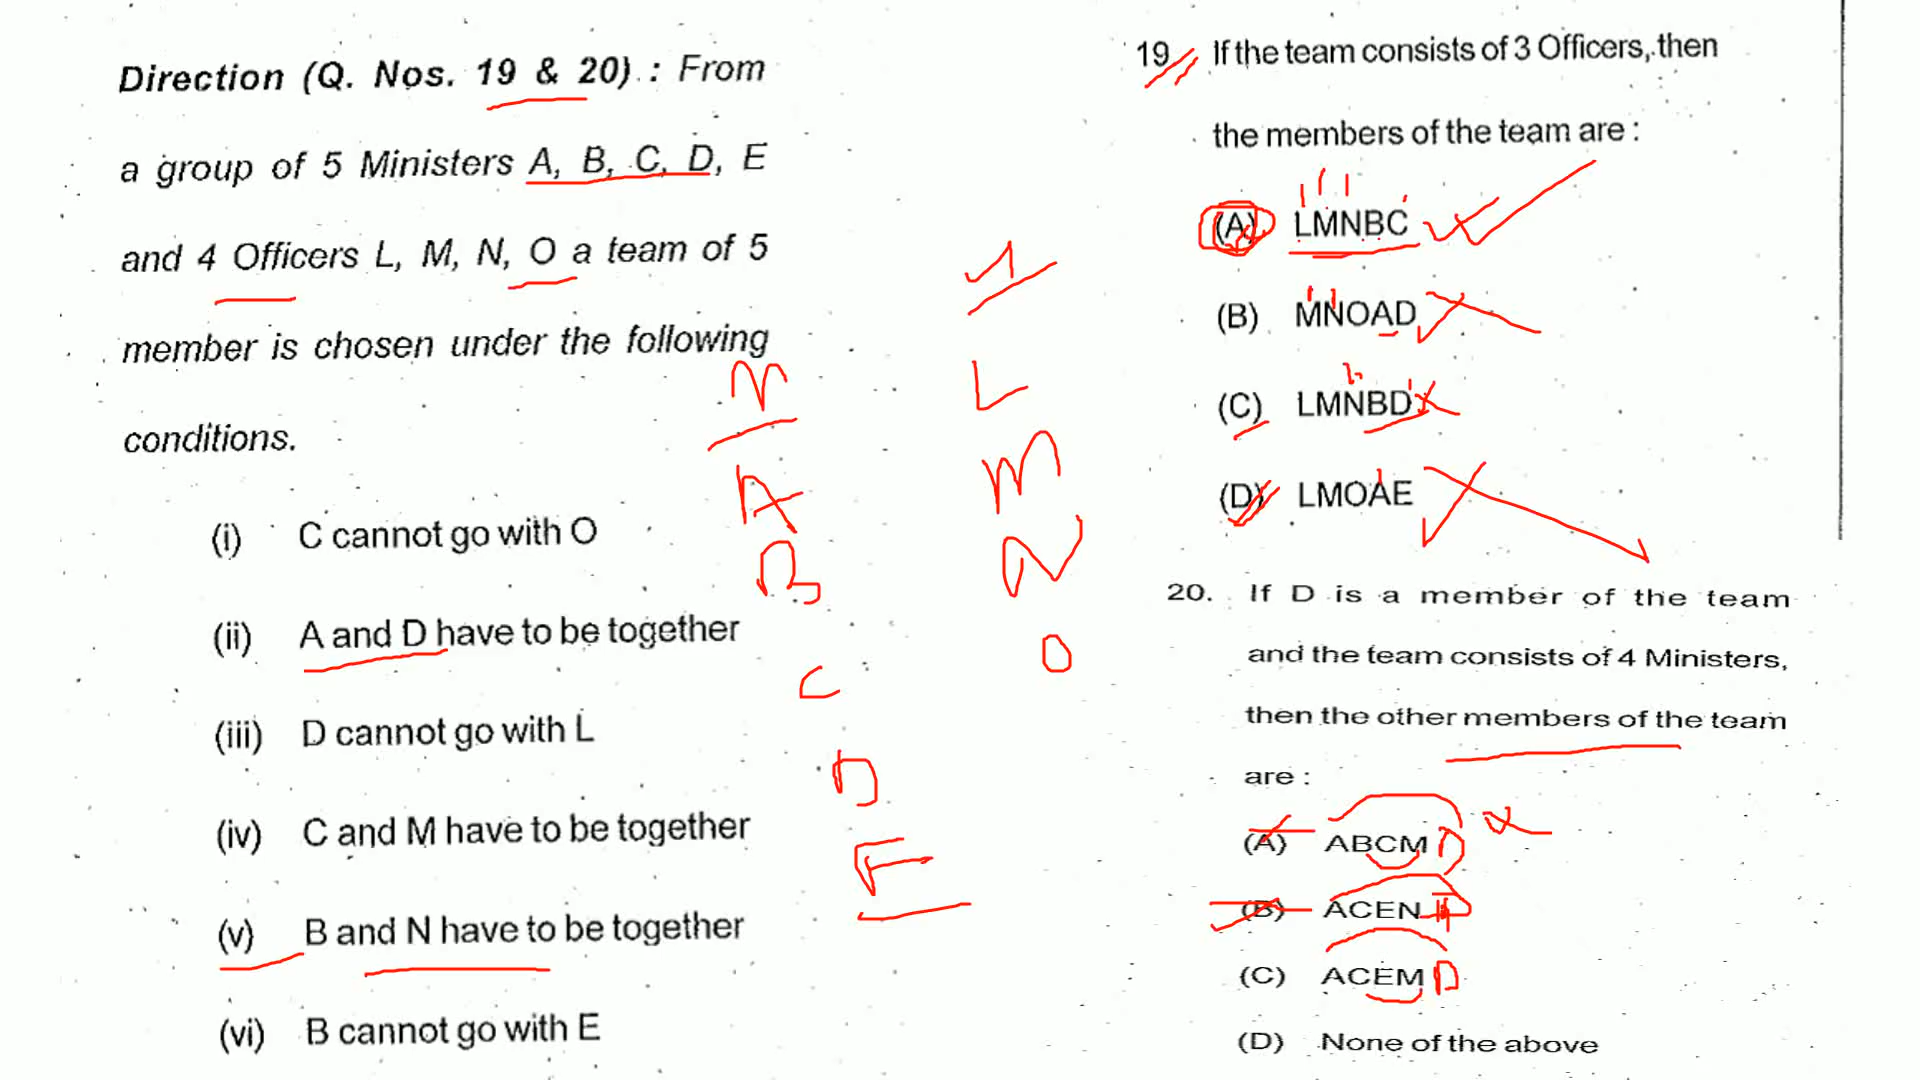 Direction (Q. Nos. 19 & 20) : From
a group of 5 Ministers A, B, C, D, E
and 4 Officers L, M, N, O a team of 5
member is chosen under the following
conditions.
(i) C cannot go with O
(ii) A and D have to be together
(iii) D cannot go with L
(iv) C and M have to be together
(v) B and N have to be together
(vi) B cannot go with E
A
B
C
D
E
L
M
N
O
19. If the team consists of 3 Officers, then
the members of the team are :
(A) LMNBC
(B) MNOAD
(C) LMNBD
(D) LMOAE
20. If D is a member of the team
and the team consists of 4 Ministers,
then the other members of the team
are :
(A) ABCM D
(B) ACEN D
(C) ACEM D
(D) None of the above